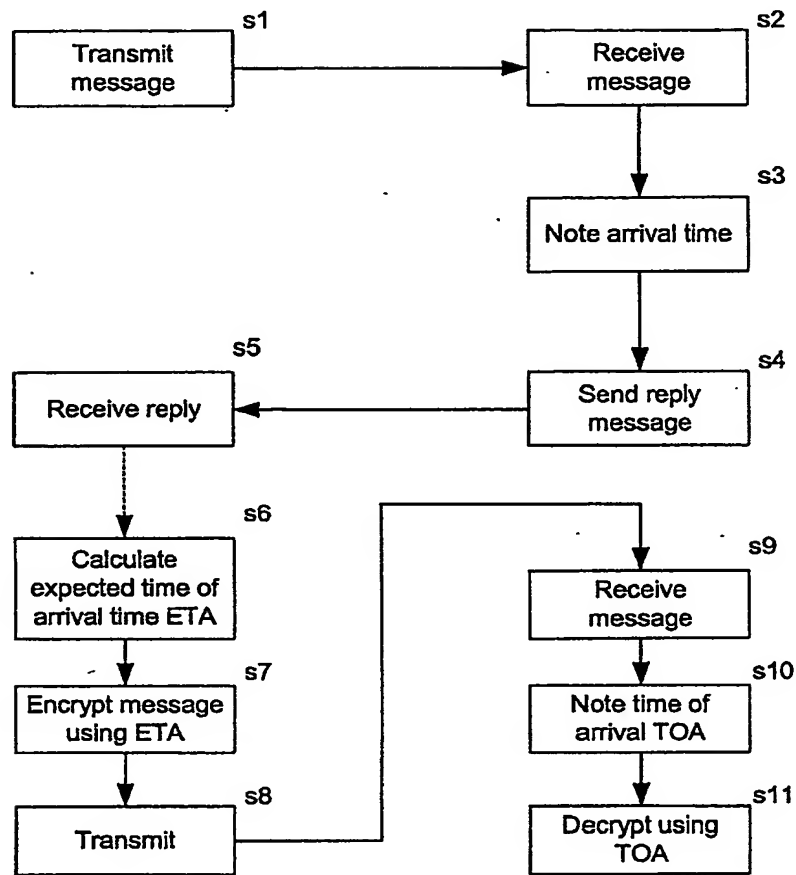 s1
Transmit
message
s2
Receive
message
s3
Note arrival time
s4
Send reply
message
s5
Receive reply
s6
Calculate
expected time of
arrival time ETA
s7
Encrypt message
using ETA
s8
Transmit
s9
Receive
message
s10
Note time of
arrival TOA
s11
Decrypt using
TOA